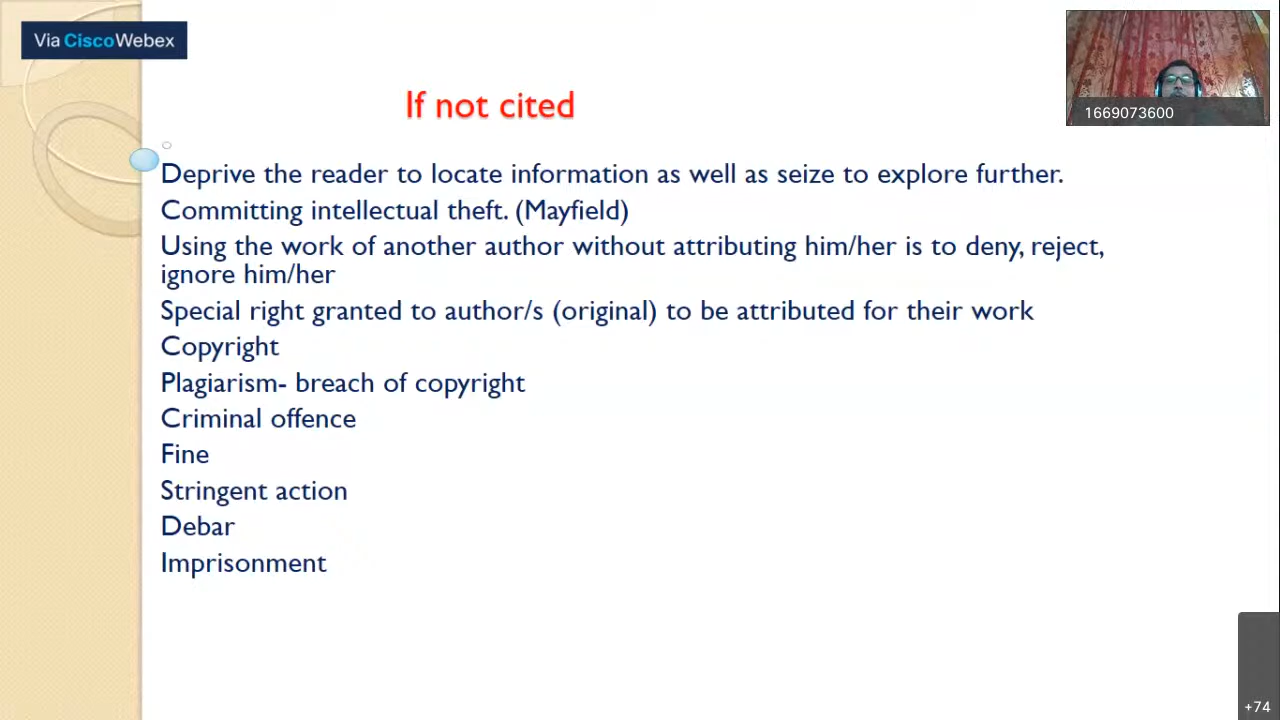 Via CiscoWebex
1669073600
If not cited
Deprive the reader to locate information as well as seize to explore further.
Committing intellectual theft. (Mayfield)
Using the work of another author without attributing him/her is to deny, reject,
ignore him/her
Special right granted to author/s (original) to be attributed for their work
Copyright
Plagiarism- breach of copyright
Criminal offence
Fine
Stringent action
Debar
Imprisonment
+74